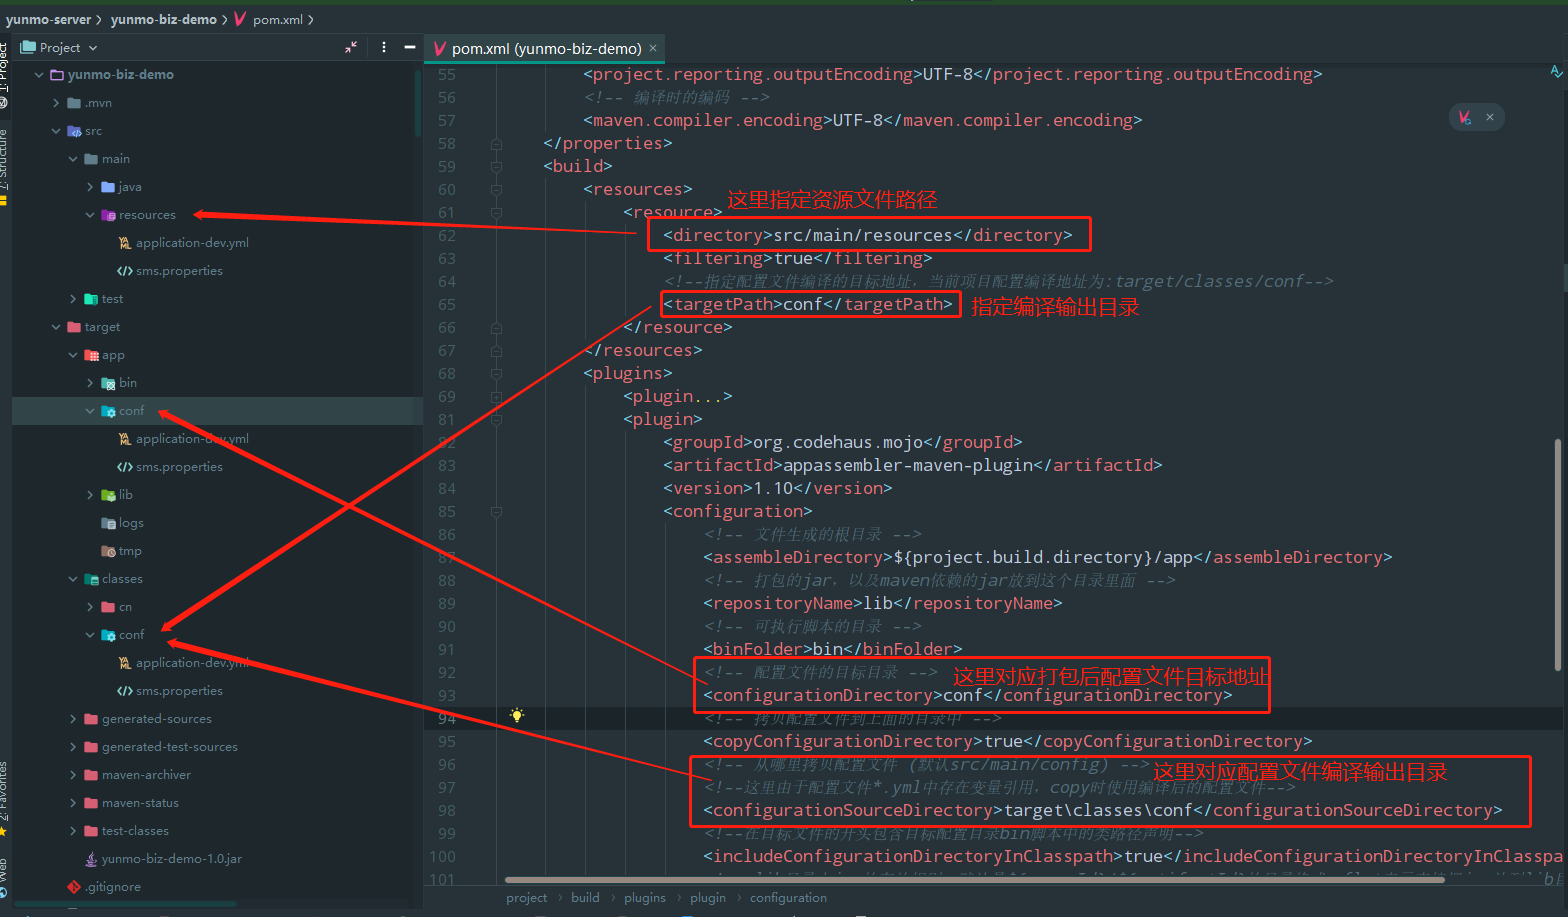 yunmo-server yunmo-biz-demo pom.xml
Project
pom.xml (yunmo-biz-demo)
1: Project
7: Structure
2: Favorites
Web
yunmo-biz-demo
.mvn
src
main
java
resources
application-dev.yml
sms.properties
test
target
app
bin
conf
application-dev.yml
sms.properties
lib
logs
tmp
classes
cn
conf
application-dev.yml
sms.properties
generated-sources
generated-test-sources
maven-archiver
maven-status
test-classes
yunmo-biz-demo-1.0.jar
.gitignore
55 <project.reporting.outputEncoding>UTF-8</project.reporting.outputEncoding>
56 <!-- 编译时的编码 -->
57 <maven.compiler.encoding>UTF-8</maven.compiler.encoding>
58 </properties>
59 <build>
60 <resources>
这里指定资源文件路径
61 <resource>
62 <directory>src/main/resources</directory>
63 <filtering>true</filtering>
64 <!--指定配置文件编译的目标地址，当前项目配置编译地址为:target/classes/conf-->
65 <targetPath>conf</targetPath> 指定编译输出目录
66 </resource>
67 </resources>
68 <plugins>
69 <plugin...>
81 <plugin>
82 <groupId>org.codehaus.mojo</groupId>
83 <artifactId>appassembler-maven-plugin</artifactId>
84 <version>1.10</version>
85 <configuration>
86 <!-- 文件生成的根目录 -->
87 <assembleDirectory>${project.build.directory}/app</assembleDirectory>
88 <!-- 打包的jar，以及maven依赖的jar放到这个目录里面 -->
89 <repositoryName>lib</repositoryName>
90 <!-- 可执行脚本的目录 -->
91 <binFolder>bin</binFolder>
92 <!-- 配置文件的目标目录 --> 这里对应打包后配置文件目标地址
93 <configurationDirectory>conf</configurationDirectory>
94 <!-- 拷贝配置文件到上面的目录中 -->
95 <copyConfigurationDirectory>true</copyConfigurationDirectory>
96 <!-- 从哪里拷贝配置文件 (默认src/main/config) --> 这里对应配置文件编译输出目录
97 <!--这里由于配置文件*.yml中存在变量引用，copy时使用编译后的配置文件-->
98 <configurationSourceDirectory>target\classes\conf</configurationSourceDirectory>
99 <!--在目标文件的开头包含目标配置目录bin脚本中的类路径声明-->
100 <includeConfigurationDirectoryInClasspath>true</includeConfigurationDirectoryInClasspa
101
project build plugins plugin configuration